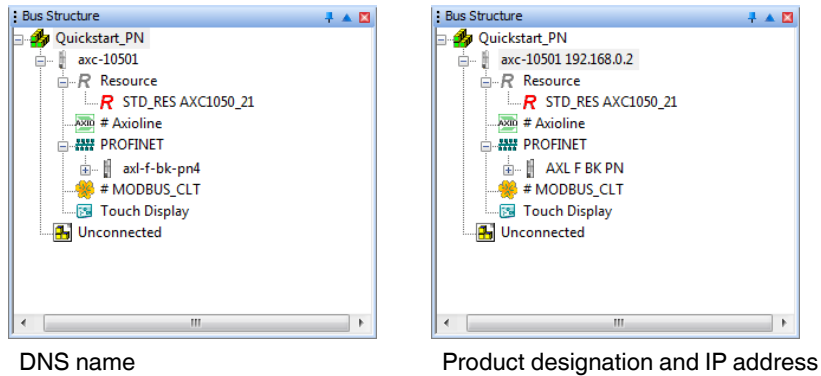 Bus Structure
Quickstart_PN
axc-10501
R Resource
R STD_RES AXC1050_21
AXIO # Axioline
PROFINET
axl-f-bk-pn4
# MODBUS_CLT
Touch Display
Unconnected
DNS name
Bus Structure
Quickstart_PN
axc-10501 192.168.0.2
R Resource
R STD_RES AXC1050_21
AXIO # Axioline
PROFINET
AXL F BK PN
# MODBUS_CLT
Touch Display
Unconnected
Product designation and IP address